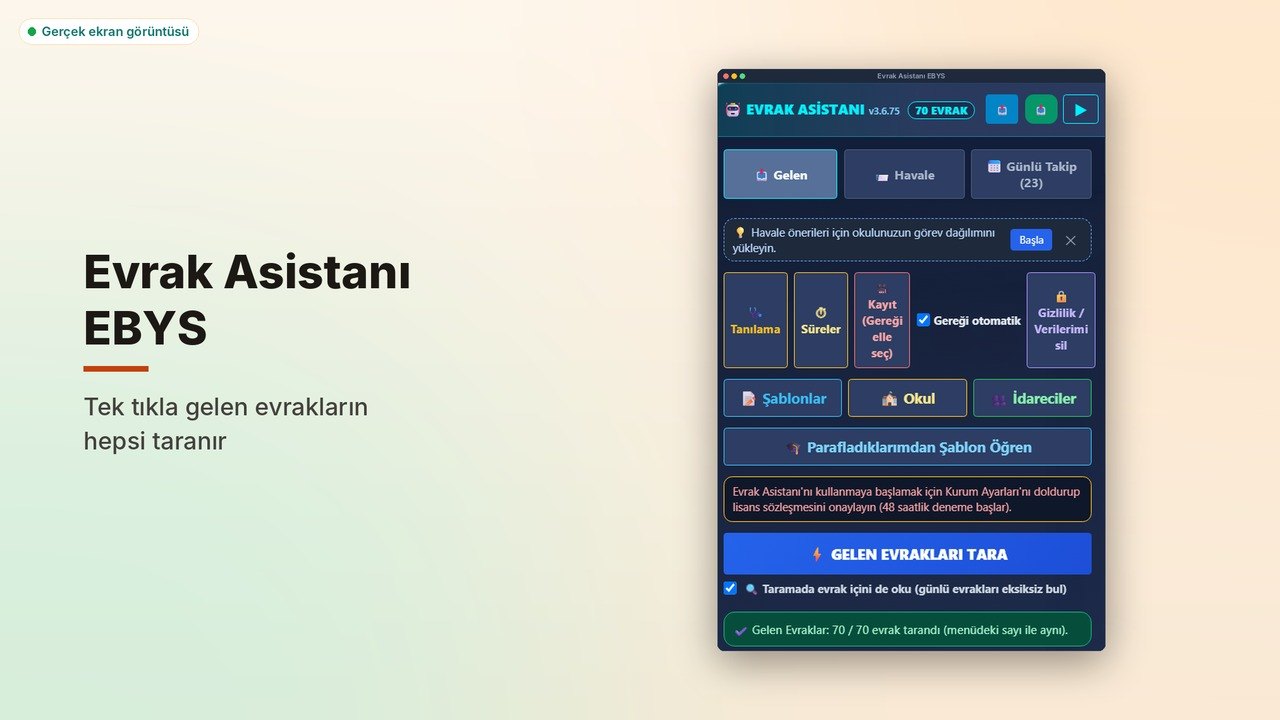 Gerçek ekran görüntüsü
Evrak Asistanı
EBYS
Tek tıkla gelen evrakların
hepsi taranır
Evrak Asistanı EBYS
EVRAK ASİSTANI v3.6.75 70 EVRAK
Gelen
Havale
Günlü Takip
(23)
Havale önerileri için okulunuzun görev dağılımını
yükleyin.
Başla
Tanılama
Süreler
Kayıt
(Gereği
elle
seç)
Gereği otomatik
Gizlilik /
Verilerimi
sil
Şablonlar
Okul
İdareciler
Parafladıklarımdan Şablon Öğren
Evrak Asistanı'nı kullanmaya başlamak için Kurum Ayarları'nı doldurup
lisans sözleşmesini onaylayın (48 saatlik deneme başlar).
GELEN EVRAKLARI TARA
Taramada evrak içini de oku (günlü evrakları eksiksiz bul)
Gelen Evraklar: 70 / 70 evrak tarandı (menüdeki sayı ile aynı).